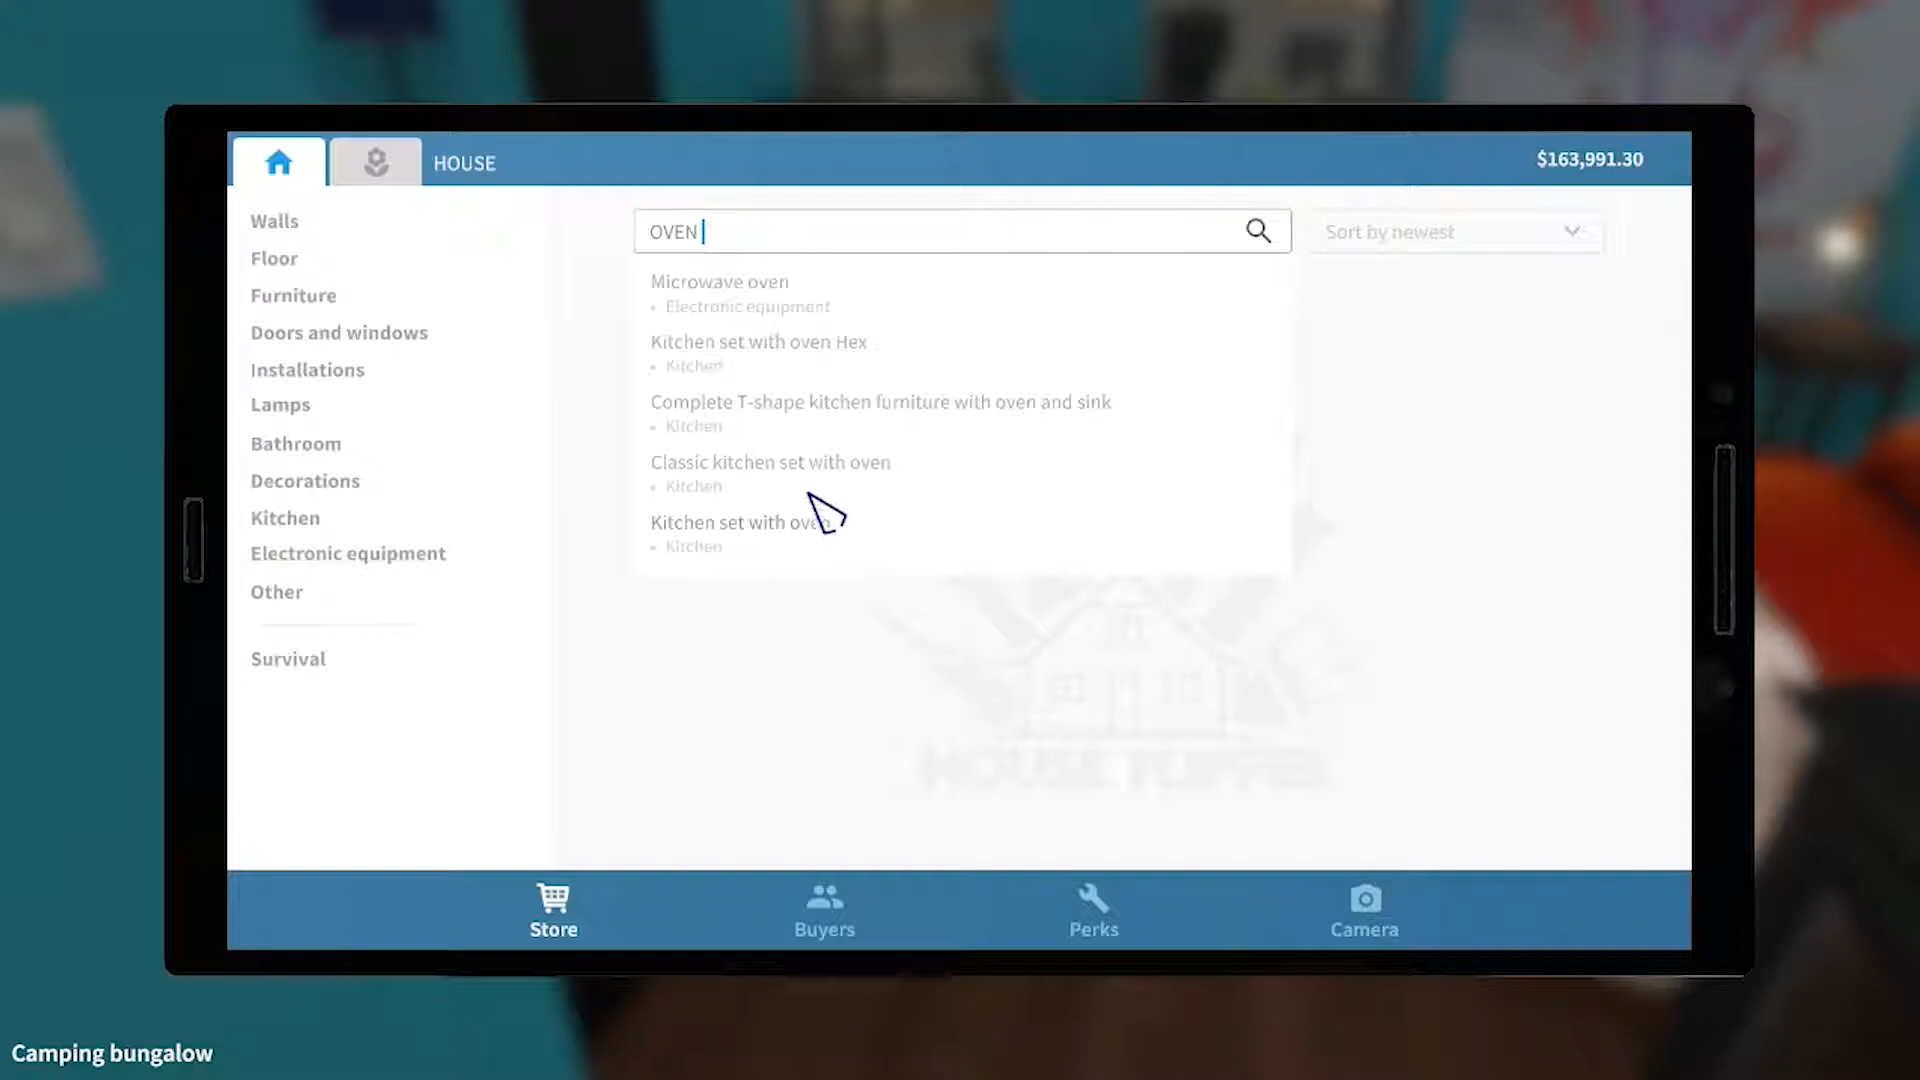 HOUSE
$163,991.30
Walls
Floor
Furniture
Doors and windows
Installations
Lamps
Bathroom
Decorations
Kitchen
Electronic equipment
Other
Survival
OVEN
Sort by newest
Microwave oven
• Electronic equipment
Kitchen set with oven Hex
• Kitchen
Complete T-shape kitchen furniture with oven and sink
• Kitchen
Classic kitchen set with oven
• Kitchen
Kitchen set with oven
• Kitchen
HOUSE FLIPPER
Store
Buyers
Perks
Camera
Camping bungalow